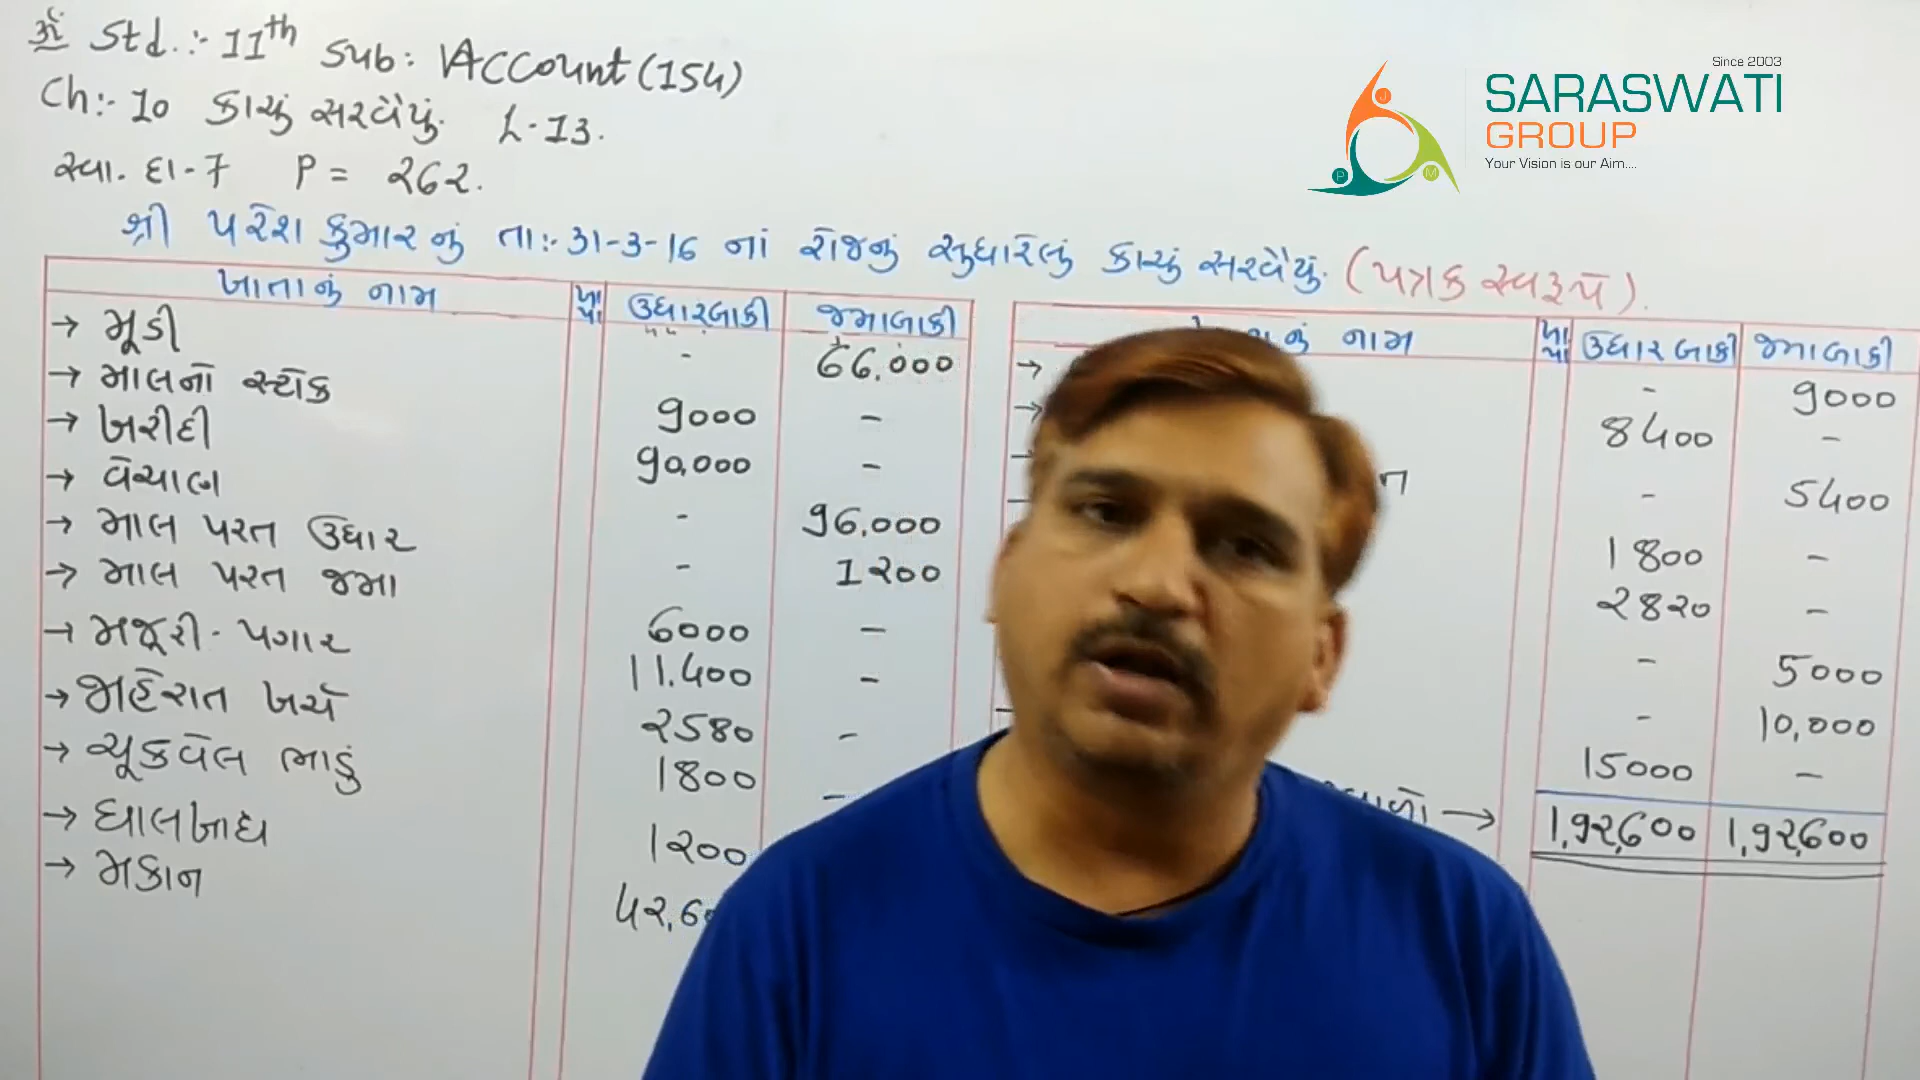 ૐ Std.:- 11th Sub: Account (154)
Ch:- 10 કાચું સરવૈયું. L-13.
સ્વા. દા-7 P = 262.
Since 2003
SARASWATI
GROUP
Your Vision is our Aim....
J
P
M
શ્રી પરેશકુમારનું તા:-31-3-16 નાં રોજનું સુધારેલું કાચું સરવૈયું. (પત્રક સ્વરૂપે).
ખાતાનું નામ ખા પા ઉધારબાકી જમાબાકી
→ મૂડી - 66,000
→ માલનો સ્ટોક 9000 -
→ ખરીદી 90,000 -
→ વેચાણ - 96,000
→ માલ પરત ઉધાર - 1200
→ માલ પરત જમા 6000 -
→ મજૂરી-પગાર 11.400 -
→ જાહેરાત ખર્ચ 2580 -
→ ચૂકવેલ ભાડું 1800 -
→ ઘાલખાધ 1200
→ મકાન
નામ ખા પા ઉધારબાકી જમાબાકી
→ - 9000
→ 8400 -
- 5400
1800 -
2820 -
- 5000
- 10,000
15000 -
→ 1,92,600 1,92,600